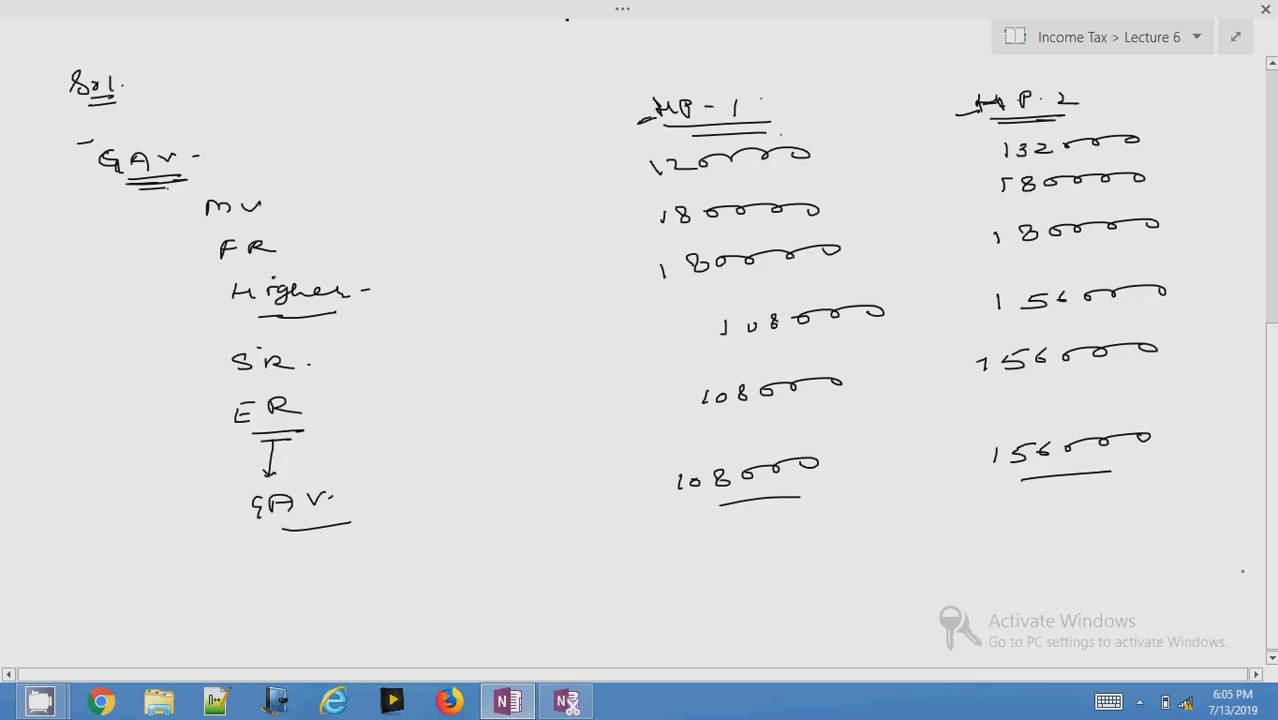 Income Tax > Lecture 6
Sol.
HP-1 HP.2
GAV- 120000 132000
MV 180000 180000
FR 180000 180000
Higher-
108000 156000
SR. 108000 156000
ER
GAV. 108000 156000
Activate Windows
Go to PC settings to activate Windows.
6:05 PM
7/13/2019